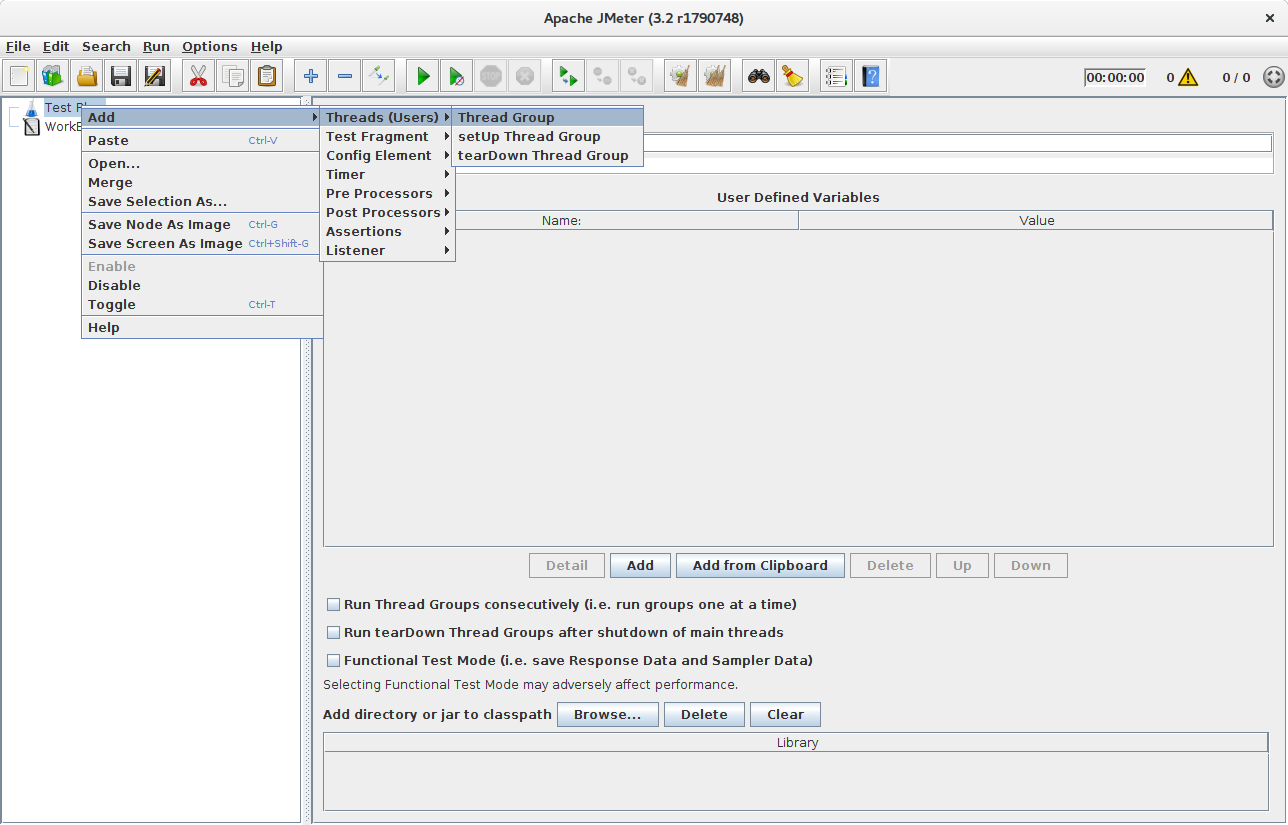 Apache JMeter (3.2 r1790748)
File Edit Search Run Options Help
00:00:00 0 0 / 0
Test
WorkB
Add
Paste Ctrl-V
Open...
Merge
Save Selection As...
Save Node As Image Ctrl-G
Save Screen As Image Ctrl+Shift-G
Enable
Disable
Toggle Ctrl-T
Help
Threads (Users)
Test Fragment
Config Element
Timer
Pre Processors
Post Processors
Assertions
Listener
Thread Group
setUp Thread Group
tearDown Thread Group
User Defined Variables
Name: Value
Detail Add Add from Clipboard Delete Up Down
Run Thread Groups consecutively (i.e. run groups one at a time)
Run tearDown Thread Groups after shutdown of main threads
Functional Test Mode (i.e. save Response Data and Sampler Data)
Selecting Functional Test Mode may adversely affect performance.
Add directory or jar to classpath Browse... Delete Clear
Library